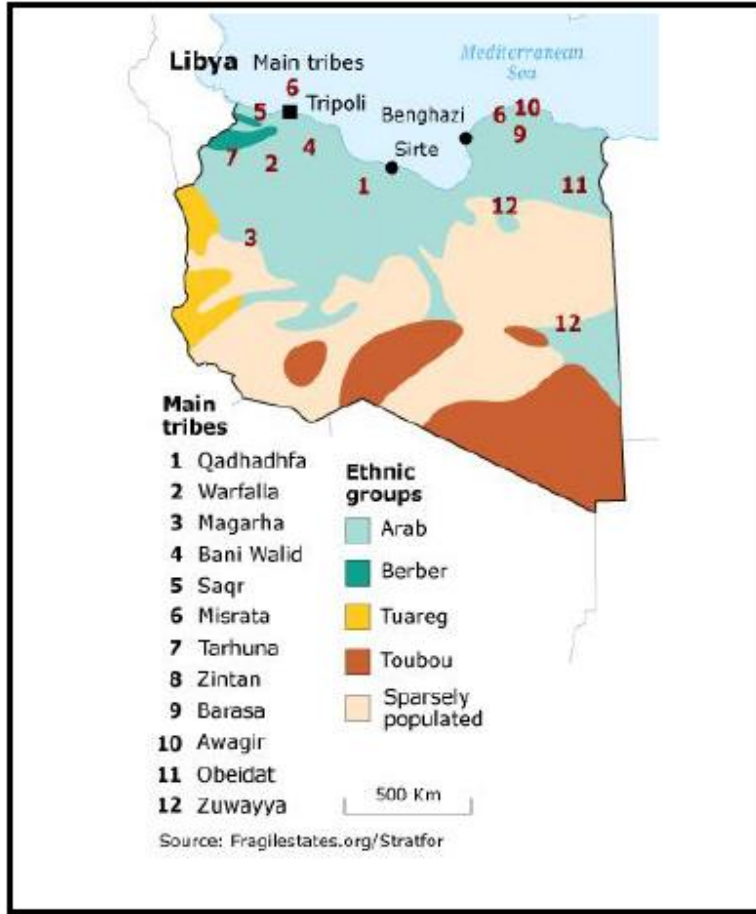 Libya Main tribes
Mediterranean
Sea
6
Tripoli
5
Benghazi
6
10
9
4
7
2
Sirte
1
11
12
3
12
Main
tribes
1 Qadhadhfa
2 Warfalla
3 Magarha
4 Bani Walid
5 Saqr
6 Misrata
7 Tarhuna
8 Zintan
9 Barasa
10 Awagir
11 Obeidat
12 Zuwayya
Ethnic
groups
Arab
Berber
Tuareg
Toubou
Sparsely
populated
500 Km
Source: Fragilestates.org/Stratfor